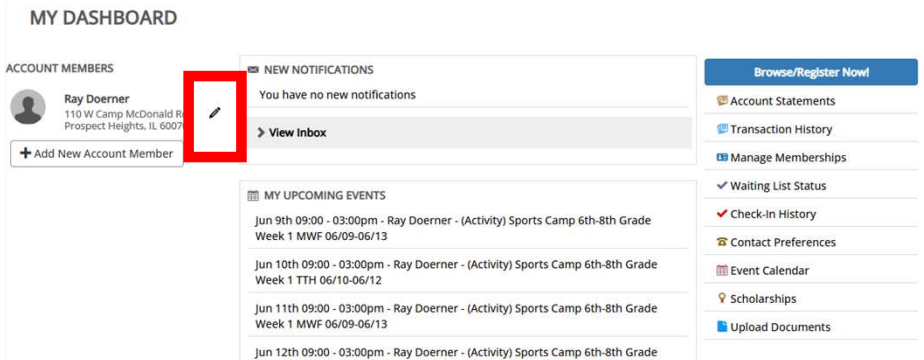 MY DASHBOARD
ACCOUNT MEMBERS
Ray Doerner
110 W Camp McDonald
Prospect Heights, IL
Add New Account Member
NEW NOTIFICATIONS
You have no new notifications
View Inbox
MY UPCOMING EVENTS
Jun 9th 09:00 - 03:00pm - Ray Doerner - (Activity) Sports Camp 6th-8th Grade
Week 1 MWF 06/09-06/13
Jun 10th 09:00 - 03:00pm - Ray Doerner - (Activity) Sports Camp 6th-8th Grade
Week 1 TTH 06/10-06/12
Jun 11th 09:00 - 03:00pm - Ray Doerner - (Activity) Sports Camp 6th-8th Grade
Week 1 MWF 06/09-06/13
Jun 12th 09:00 - 03:00pm - Ray Doerner - (Activity) Sports Camp 6th-8th Grade
Browse/Register Now!
Account Statements
Transaction History
Manage Memberships
Waiting List Status
Check-In History
Contact Preferences
Event Calendar
Scholarships
Upload Documents